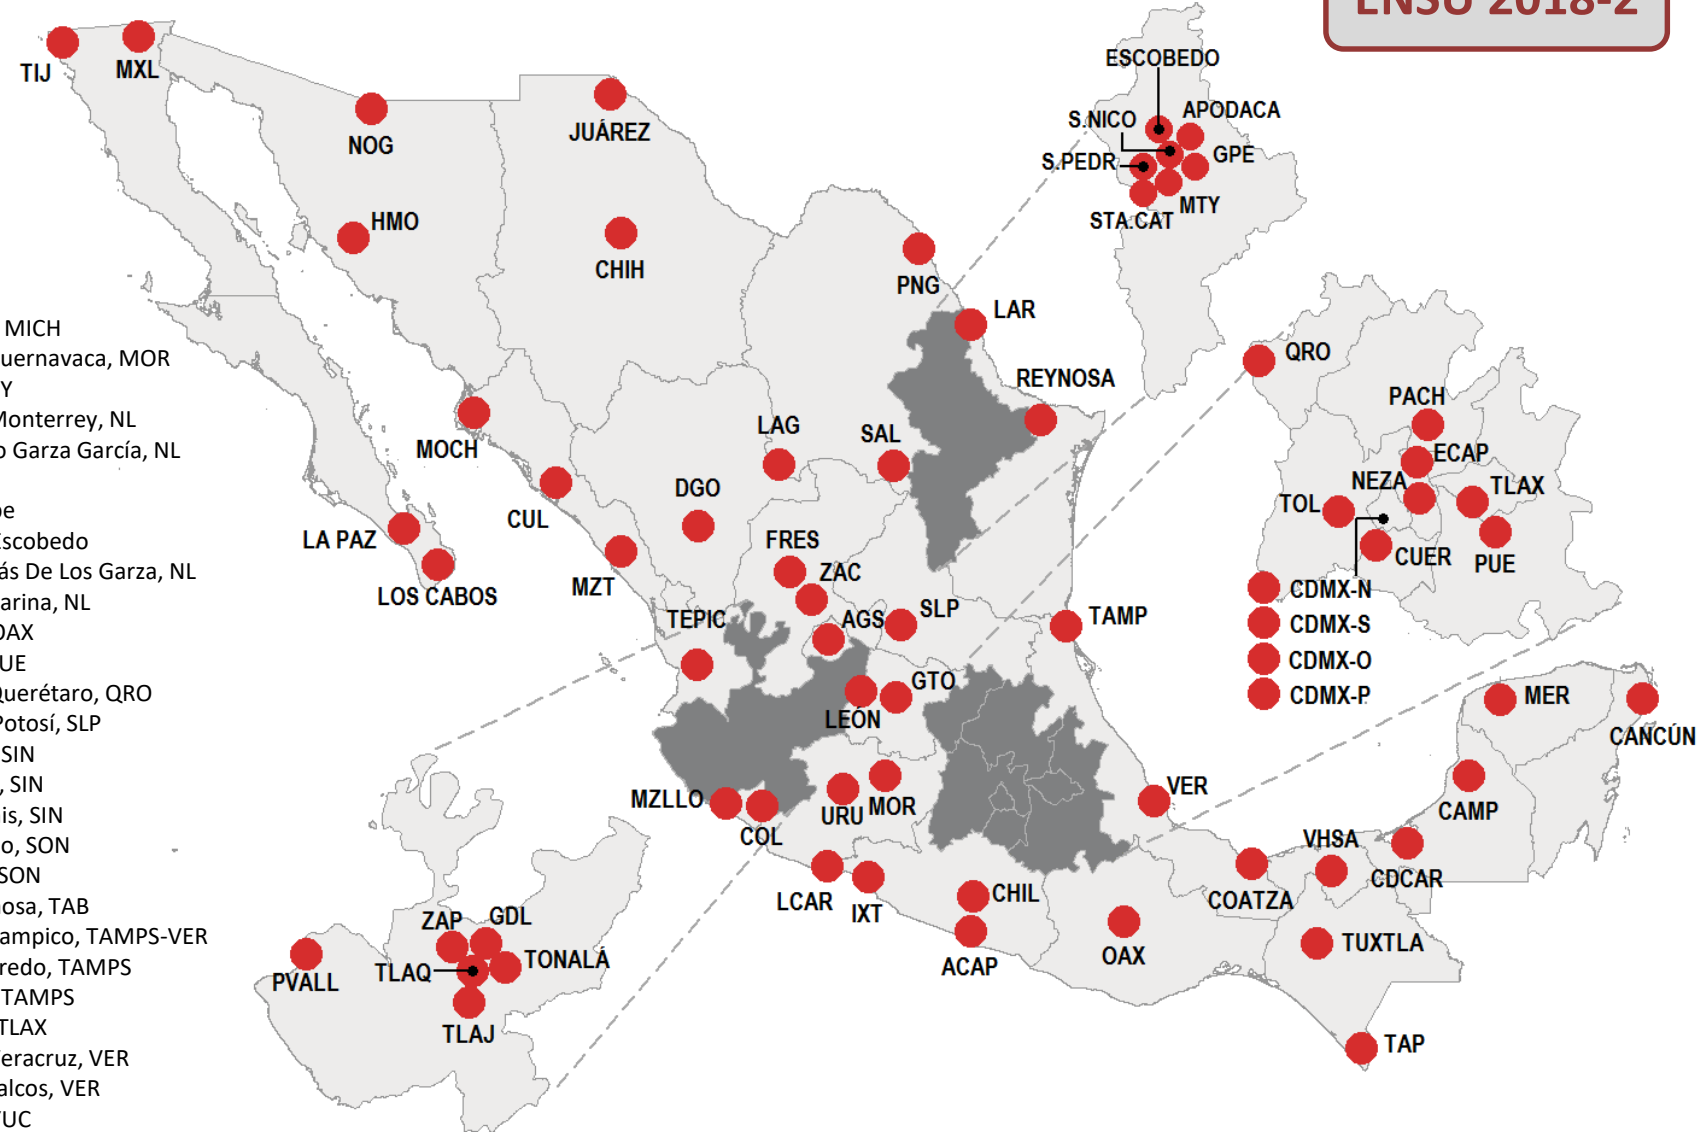 ENSU 2018-2
TIJ
MXL
NOG
JUÁREZ
HMO
CHIH
PNG
LAR
REYNOSA
MOCH
LAG
SAL
CUL
DGO
LA PAZ
LOS CABOS
MZT
FRES
ZAC
TEPIC
AGS
SLP
TAMP
LEÓN
GTO
MZLLO
COL
URU
MOR
VER
LCAR
IXT
CHIL
ACAP
OAX
COATZA
VHSA
CDCAR
CAMP
MER
CANCÚN
TUXTLA
TAP
ESCOBEDO
S.NICO
APODACA
S.PEDR
GPE
STA.CAT
MTY
QRO
PACH
ECAP
NEZA
TLAX
TOL
CUER
PUE
CDMX-N
CDMX-S
CDMX-O
CDMX-P
ZAP
GDL
TLAQ
TONALÁ
PVALL
TLAJ
MICH
uernavaca, MOR
Y
Monterrey, NL
o Garza García, NL
pe
Escobedo
ás De Los Garza, NL
arina, NL
OAX
UE
Querétaro, QRO
Potosí, SLP
SIN
, SIN
is, SIN
o, SON
SON
osa, TAB
ampico, TAMPS-VER
redo, TAMPS
TAMPS
TLAX
eracruz, VER
alcos, VER
YUC